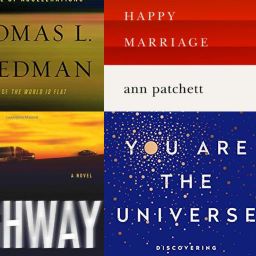 OMAS L.
EDMAN
OF THE WORLD IS FLAT
HAPPY
MARRIAGE
ann patchett
A NOVEL
HWAY
YOU ARE
THE
UNIVERSE
DISCOVERING